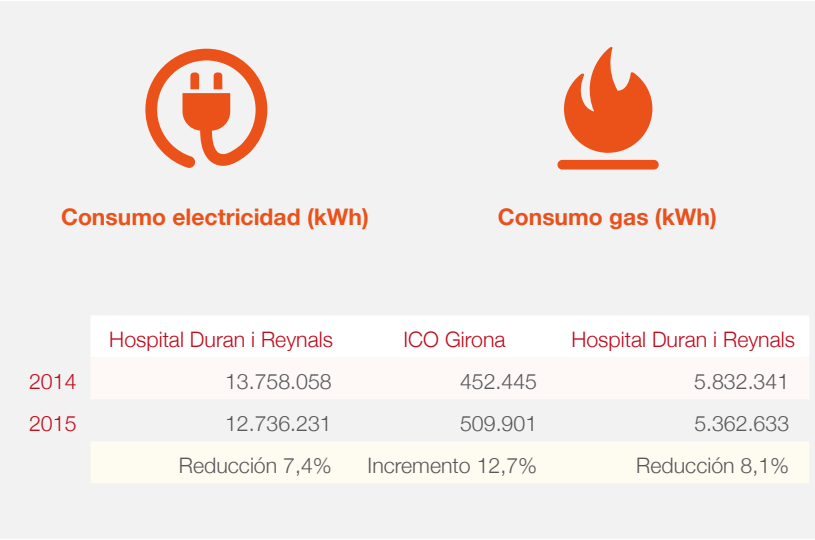 Consumo electricidad (kWh) Consumo gas (kWh)
Hospital Duran i Reynals ICO Girona Hospital Duran i Reynals
2014 13.758.058 452.445 5.832.341
2015 12.736.231 509.901 5.362.633
Reducción 7,4% Incremento 12,7% Reducción 8,1%